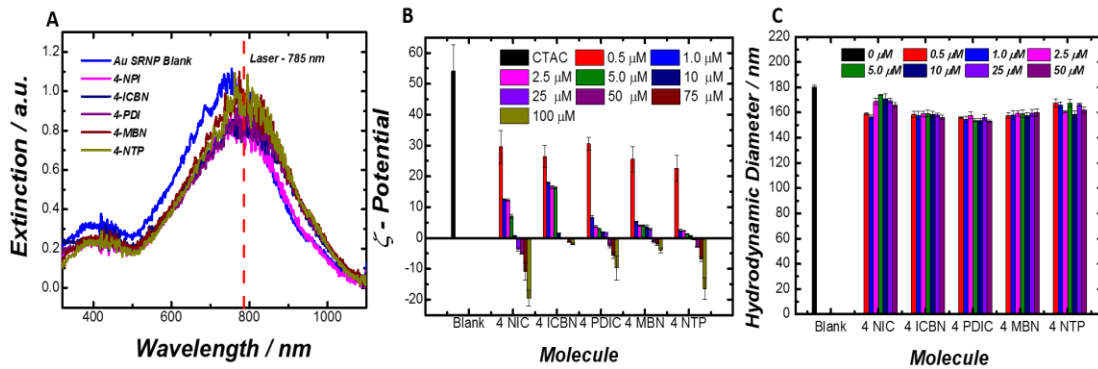 A
Extinction / a.u.
1.2
1.0
0.8
0.6
0.4
0.2
0.0
Au SRNP Blank
4-NPI
4-ICBN
4-PDI
4-MBN
4-NTP
Laser - 785 nm
400 600 800 1000
Wavelength / nm
B
ζ - Potential
60
50
40
30
20
10
0
-10
-20
CTAC 0.5 μM 1.0 μM
2.5 μM 5.0 μM 10 μM
25 μM 50 μM 75 μM
100 μM
Blank 4 NIC 4 ICBN 4 PDIC 4 MBN 4 NTP
Molecule
C
Hydrodynamic Diameter / nm
220
200
180
160
140
120
100
80
60
40
20
0
0 μM 0.5 μM 1.0 μM 2.5 μM
5.0 μM 10 μM 25 μM 50 μM
Blank 4 NIC 4 ICBN 4 PDIC 4 MBN 4 NTP
Molecule